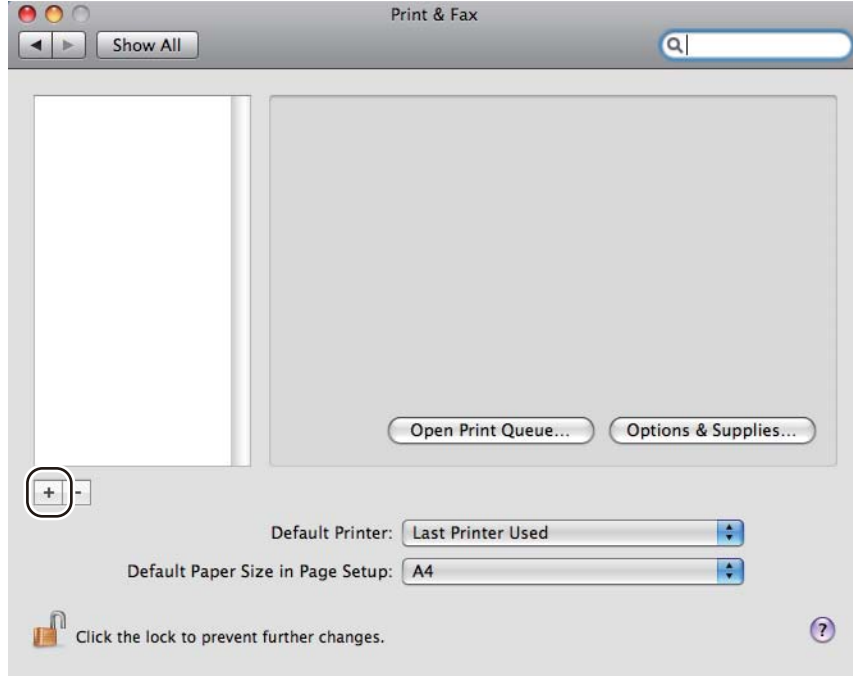 Print & Fax
Show All
Open Print Queue... Options & Supplies...
+ -
Default Printer: Last Printer Used
Default Paper Size in Page Setup: A4
Click the lock to prevent further changes. ?